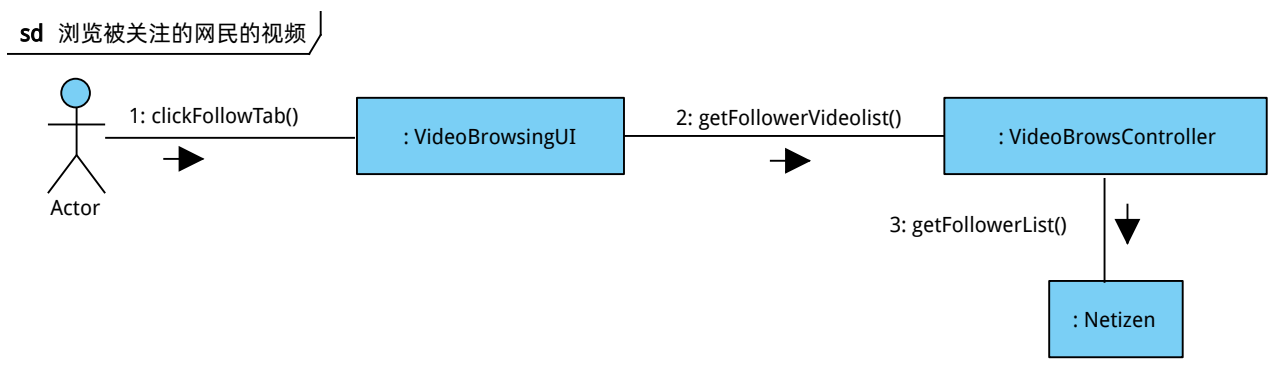 sd 浏览被关注的网民的视频
1: clickFollowTab()
: VideoBrowsingUI
2: getFollowerVideolist()
: VideoBrowsController
Actor
3: getFollowerList()
: Netizen